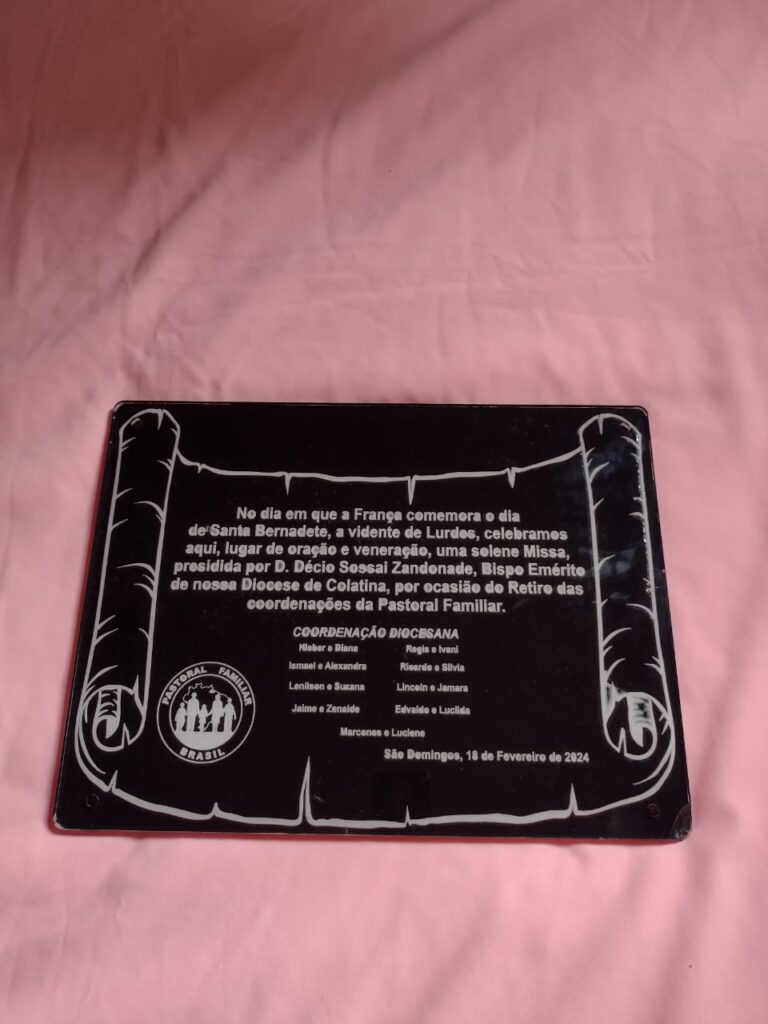 No dia em que a França comemora o dia
de Santa Bernadete, a vidente de Lurdes, celebramos
aqui, lugar de oração e veneração, uma solene Missa,
presidida por D. Décio Sossai Zandonade, Bispo Emérito
de nossa Diocese de Colatina, por ocasião do Retiro das
coordenações da Pastoral Familiar.
COORDENAÇÃO DIOCESANA
Nieber e Diana Regis e Ivani
Ismael e Alexandra Ricardo e Silvia
Lenilson e Suzana Lincoln e Jamara
Jaime e Zenaide Edvaldo e Lucilda
Marcenes e Luciene
PASTORAL FAMILIAR
BRASIL
São Domingos, 18 de Fevereiro de 2024